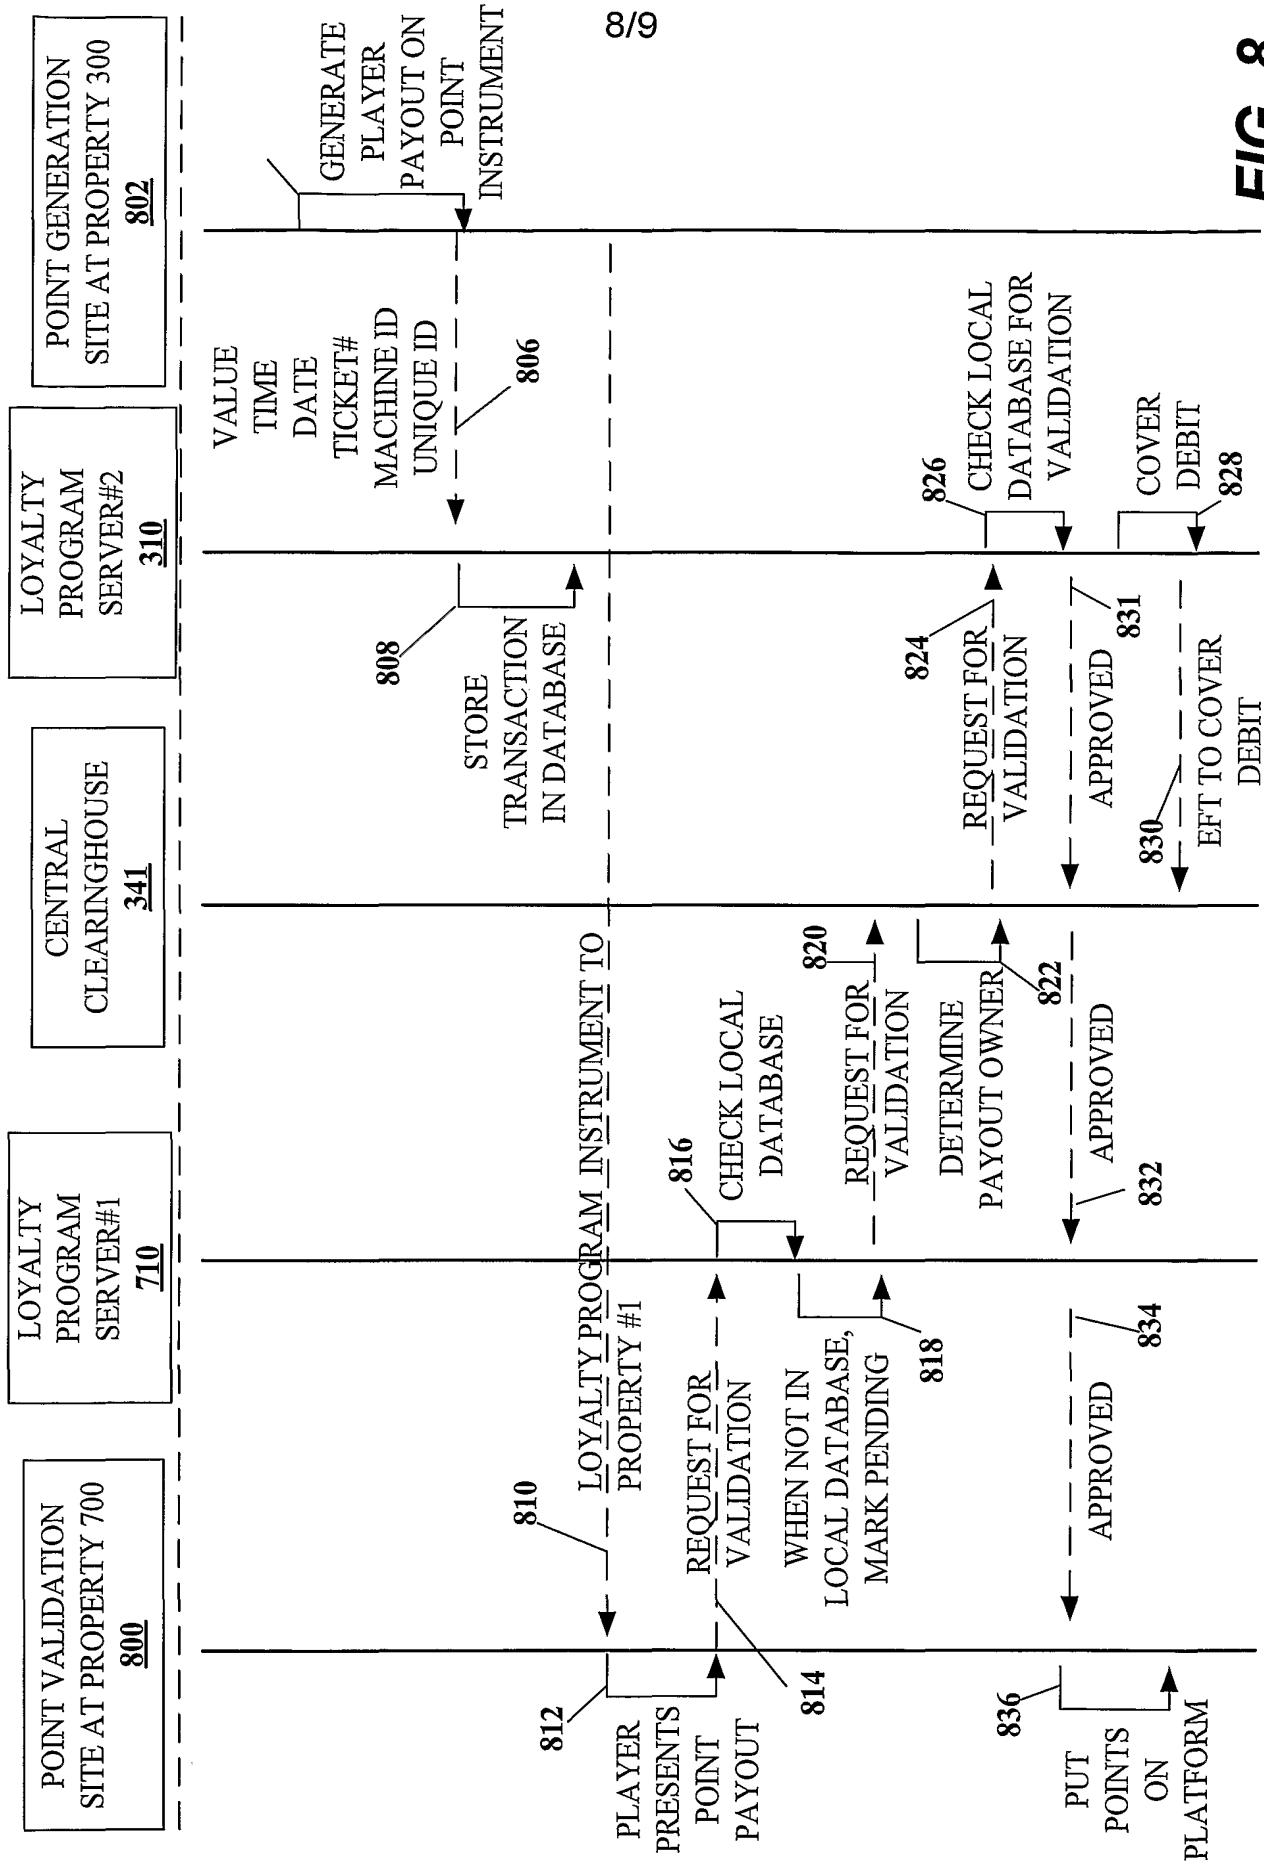 8/9
POINT VALIDATION
SITE AT PROPERTY 700
800
LOYALTY
PROGRAM
SERVER#1
710
CENTRAL
CLEARINGHOUSE
341
LOYALTY
PROGRAM
SERVER#2
310
POINT GENERATION
SITE AT PROPERTY 300
802
GENERATE
PLAYER
PAYOUT ON
POINT
INSTRUMENT
VALUE
TIME
DATE
TICKET#
MACHINE ID
UNIQUE ID
806
808
STORE
TRANSACTION
IN DATABASE
810
LOYALTY PROGRAM INSTRUMENT TO
PROPERTY #1
812
PLAYER
PRESENTS
POINT
PAYOUT
814
REQUEST FOR
VALIDATION
816
CHECK LOCAL
DATABASE
WHEN NOT IN
LOCAL DATABASE,
MARK PENDING
818
820
REQUEST FOR
VALIDATION
DETERMINE
PAYOUT OWNER
822
824
REQUEST FOR
VALIDATION
826
CHECK LOCAL
DATABASE FOR
VALIDATION
COVER
DEBIT
828
APPROVED
831
830
EFT TO COVER
DEBIT
APPROVED
832
APPROVED
834
836
PUT
POINTS
ON
PLATFORM
FIG. 8